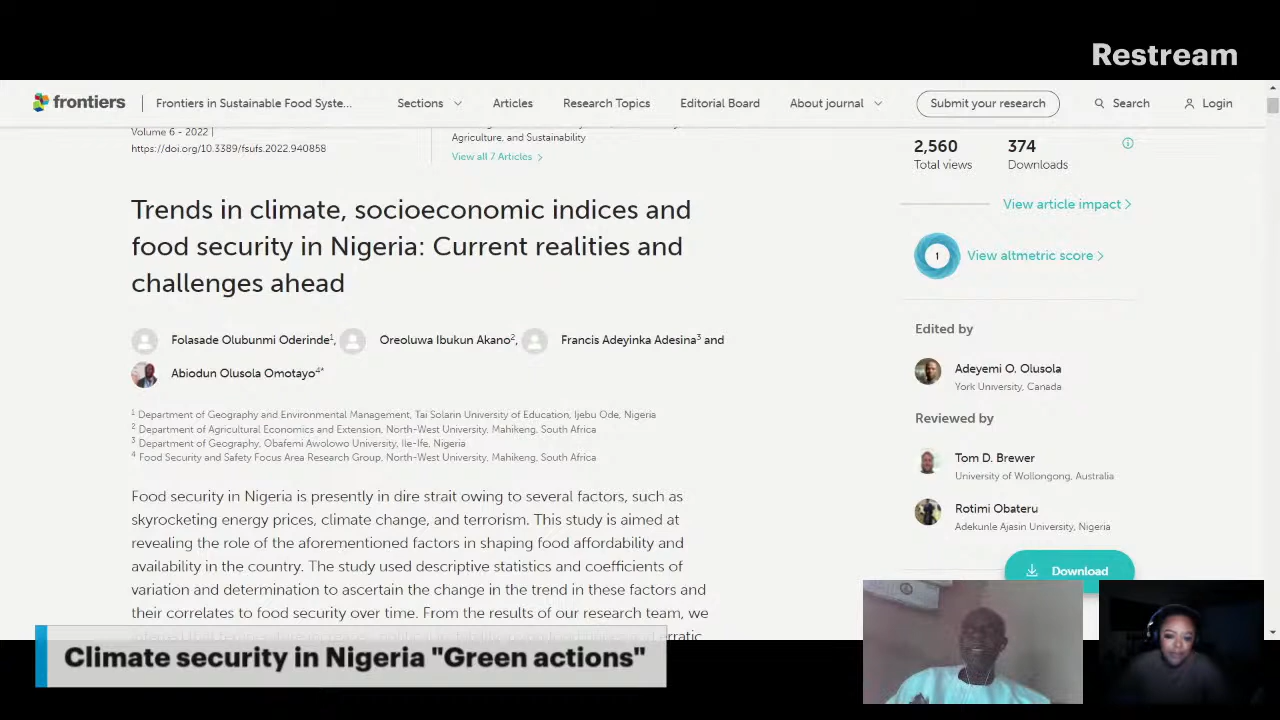 Restream
frontiers
Frontiers in Sustainable Food Syste...
Sections
Articles
Research Topics
Editorial Board
About journal
Submit your research
Search
Login
Volume 6 - 2022 |
https://doi.org/10.3389/fsufs.2022.940858
Agriculture, and Sustainability
View all 7 Articles
2,560
Total views
374
Downloads
View article impact
1
View altmetric score
Trends in climate, socioeconomic indices and
food security in Nigeria: Current realities and
challenges ahead
Folasade Olubunmi Oderinde1, Oreoluwa Ibukun Akano2, Francis Adeyinka Adesina3 and
Abiodun Olusola Omotayo4*
1 Department of Geography and Environmental Management, Tai Solarin University of Education, Ijebu Ode, Nigeria
2 Department of Agricultural Economics and Extension, North-West University, Mahikeng, South Africa
3 Department of Geography, Obafemi Awolowo University, Ile-Ife, Nigeria
4 Food Security and Safety Focus Area Research Group, North-West University, Mahikeng, South Africa
Food security in Nigeria is presently in dire strait owing to several factors, such as
skyrocketing energy prices, climate change, and terrorism. This study is aimed at
revealing the role of the aforementioned factors in shaping food affordability and
availability in the country. The study used descriptive statistics and coefficients of
variation and determination to ascertain the change in the trend in these factors and
their correlates to food security over time. From the results of our research team, we
erratic
Edited by
Adeyemi O. Olusola
York University, Canada
Reviewed by
Tom D. Brewer
University of Wollongong, Australia
Rotimi Obateru
Adekunle Ajasin University, Nigeria
Download
Climate security in Nigeria "Green actions"